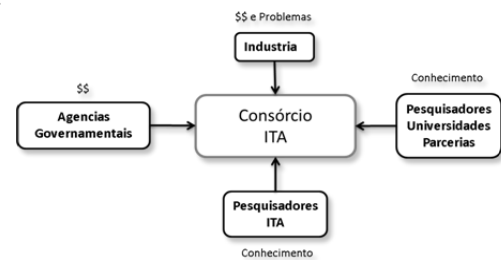 $$ e Problemas
Industria
$$
Agencias
Governamentais
Consórcio
ITA
Conhecimento
Pesquisadores
Universidades
Parcerias
Pesquisadores
ITA
Conhecimento